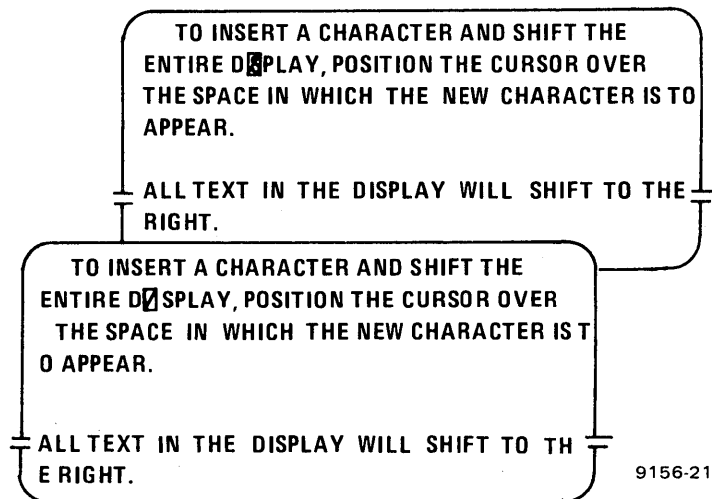 TO INSERT A CHARACTER AND SHIFT THE
ENTIRE DSPLAY, POSITION THE CURSOR OVER
THE SPACE IN WHICH THE NEW CHARACTER IS TO
APPEAR.
ALL TEXT IN THE DISPLAY WILL SHIFT TO THE
RIGHT.
TO INSERT A CHARACTER AND SHIFT THE
ENTIRE D SPLAY, POSITION THE CURSOR OVER
THE SPACE IN WHICH THE NEW CHARACTER IS T
O APPEAR.
ALL TEXT IN THE DISPLAY WILL SHIFT TO TH
E RIGHT.
9156-21